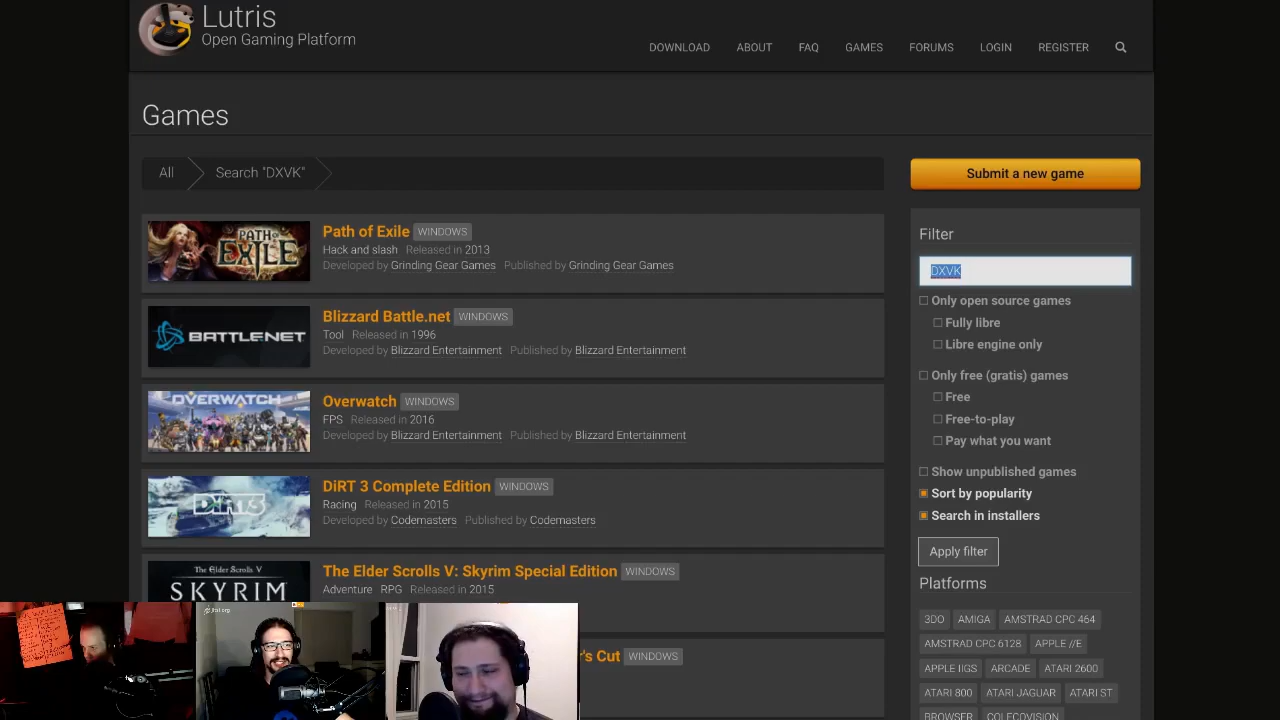 Lutris
Open Gaming Platform
DOWNLOAD ABOUT FAQ GAMES FORUMS LOGIN REGISTER
Games
All Search "DXVK"
Submit a new game
PATH of EXILE
Path of Exile WINDOWS
Hack and slash Released in 2013
Developed by Grinding Gear Games Published by Grinding Gear Games
BATTLE.NET
Blizzard Battle.net WINDOWS
Tool Released in 1996
Developed by Blizzard Entertainment Published by Blizzard Entertainment
OVERWATCH
Overwatch WINDOWS
FPS Released in 2016
Developed by Blizzard Entertainment Published by Blizzard Entertainment
DiRT3
DiRT 3 Complete Edition WINDOWS
Racing Released in 2015
Developed by Codemasters Published by Codemasters
The Elder Scrolls V
SKYRIM
The Elder Scrolls V: Skyrim Special Edition WINDOWS
Adventure RPG Released in 2015
r's Cut WINDOWS
Filter
DXVK
Only open source games
Fully libre
Libre engine only
Only free (gratis) games
Free
Free-to-play
Pay what you want
Show unpublished games
Sort by popularity
Search in installers
Apply filter
Platforms
3DO AMIGA AMSTRAD CPC 464
AMSTRAD CPC 6128 APPLE //E
APPLE IIGS ARCADE ATARI 2600
ATARI 800 ATARI JAGUAR ATARI ST
BROWSER COLECOVISION